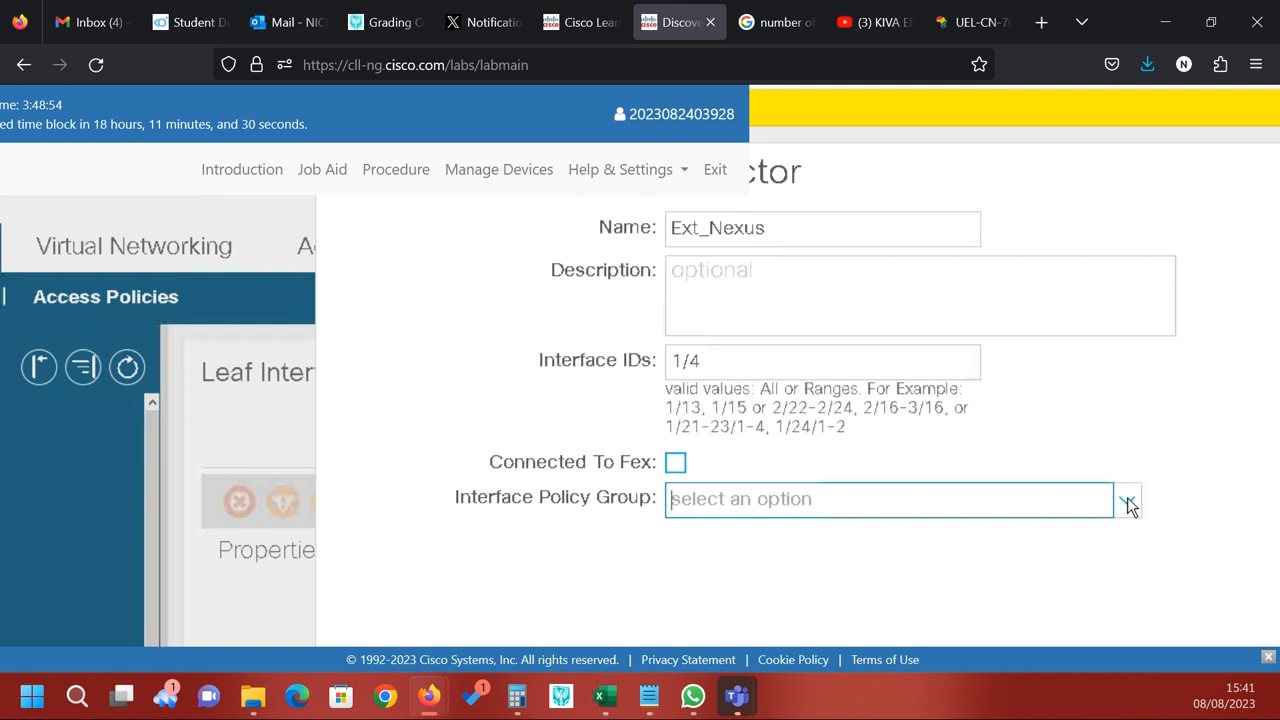 Inbox (4)
Student D
Mail - NIC
Grading C
Notificatio
Cisco Lear
Discove
number of
(3) KIVA EF
UEL-CN-7
https://cll-ng.cisco.com/labs/labmain
N
me: 3:48:54
2023082403928
ed time block in 18 hours, 11 minutes, and 30 seconds.
Introduction Job Aid Procedure Manage Devices Help & Settings Exit
ctor
Virtual Networking
Access Policies
Leaf Inter
Propertie
Name: Ext_Nexus
Description: optional
Interface IDs: 1/4
valid values: All or Ranges. For Example:
1/13, 1/15 or 2/22-2/24, 2/16-3/16, or
1/21-23/1-4, 1/24/1-2
Connected To Fex:
Interface Policy Group: select an option
© 1992-2023 Cisco Systems, Inc. All rights reserved. | Privacy Statement | Cookie Policy | Terms of Use
1
1
15:41
08/08/2023